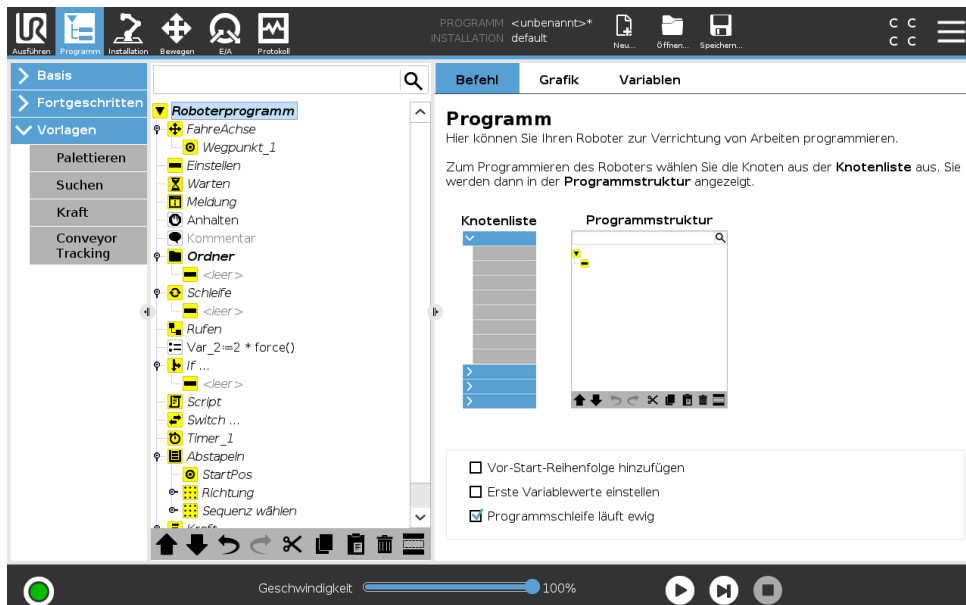 UR
PROGRAMM <unbenannt>*
INSTALLATION default
Ausführen Programm Installation Bewegen E/A Protokoll
Neu... Öffnen... Speichern...
C C
C C
Basis
Fortgeschritten
Vorlagen
Palettieren
Suchen
Kraft
Conveyor
Tracking
Roboterprogramm
FahreAchse
Wegpunkt_1
Einstellen
Warten
Meldung
Anhalten
Kommentar
Ordner
<leer>
Schleife
<leer>
Rufen
Var_2:=2 * force()
If ...
<leer>
Script
Switch ...
Timer_1
Abstapeln
StartPos
Richtung
Sequenz wählen
Kraft
Befehl Grafik Variablen
Programm
Hier können Sie Ihren Roboter zur Verrichtung von Arbeiten programmieren.
Zum Programmieren des Roboters wählen Sie die Knoten aus der Knotenliste aus. Sie
werden dann in der Programmstruktur angezeigt.
Knotenliste Programmstruktur
Vor-Start-Reihenfolge hinzufügen
Erste Variablewerte einstellen
Programmschleife läuft ewig
Geschwindigkeit 100%